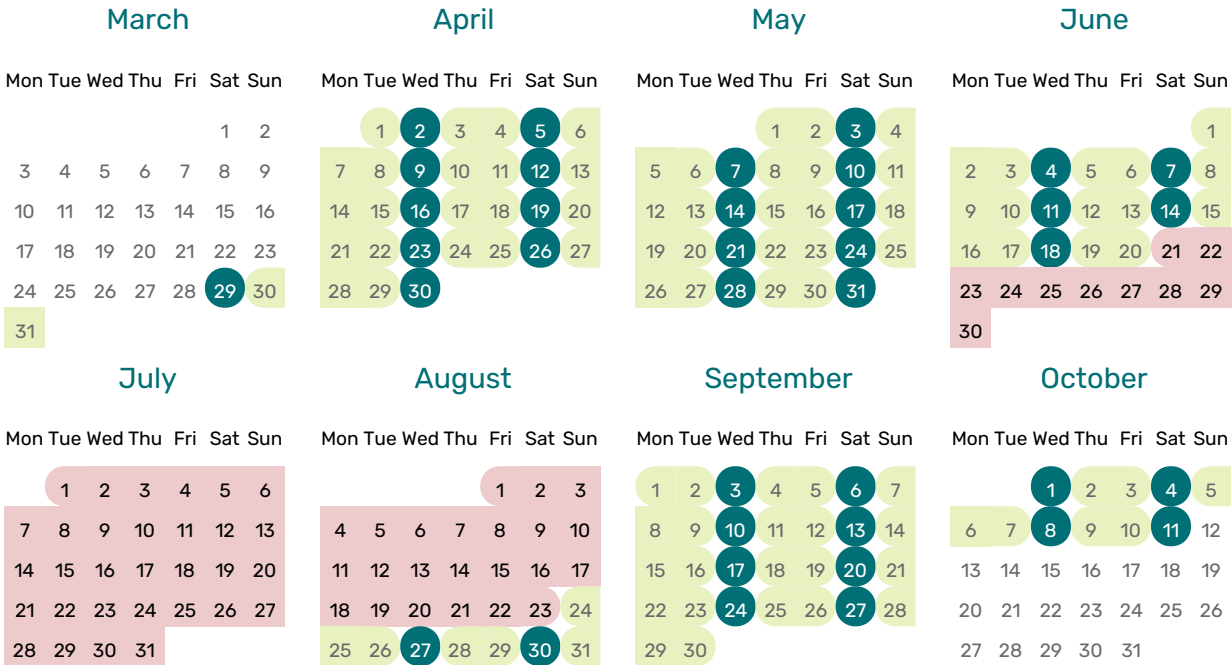 March April May June
Mon Tue Wed Thu Fri Sat Sun Mon Tue Wed Thu Fri Sat Sun Mon Tue Wed Thu Fri Sat Sun Mon Tue Wed Thu Fri Sat Sun
1 2 1 2 3 4 5 6 1 2 3 4 1
3 4 5 6 7 8 9 7 8 9 10 11 12 13 5 6 7 8 9 10 11 2 3 4 5 6 7 8
10 11 12 13 14 15 16 14 15 16 17 18 19 20 12 13 14 15 16 17 18 9 10 11 12 13 14 15
17 18 19 20 21 22 23 21 22 23 24 25 26 27 19 20 21 22 23 24 25 16 17 18 19 20 21 22
24 25 26 27 28 29 30 28 29 30 26 27 28 29 30 31 23 24 25 26 27 28 29
31 30
July August September October
Mon Tue Wed Thu Fri Sat Sun Mon Tue Wed Thu Fri Sat Sun Mon Tue Wed Thu Fri Sat Sun Mon Tue Wed Thu Fri Sat Sun
1 2 3 4 5 6 1 2 3 1 2 3 4 5 6 7 1 2 3 4 5
7 8 9 10 11 12 13 4 5 6 7 8 9 10 8 9 10 11 12 13 14 6 7 8 9 10 11 12
14 15 16 17 18 19 20 11 12 13 14 15 16 17 15 16 17 18 19 20 21 13 14 15 16 17 18 19
21 22 23 24 25 26 27 18 19 20 21 22 23 24 22 23 24 25 26 27 28 20 21 22 23 24 25 26
28 29 30 31 25 26 27 28 29 30 31 29 30 27 28 29 30 31